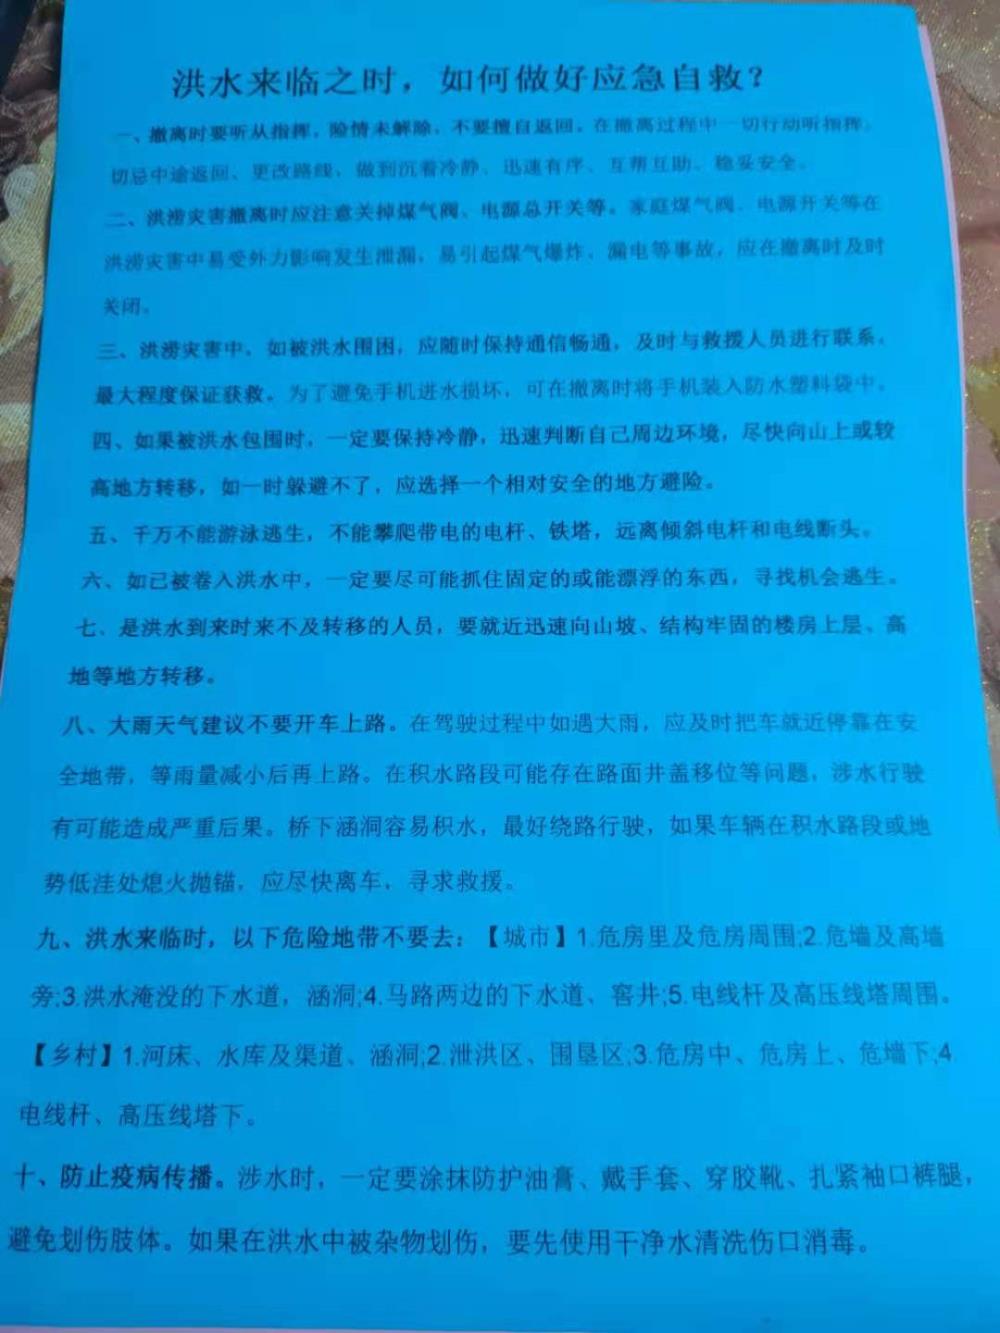 洪水来临之时，如何做好应急自救？
一、撤离时要听从指挥，险情未解除，不要擅自返回。在撤离过程中一切行动听指挥，
切忌中途返回、更改路线，做到沉着冷静、迅速有序、互帮互助、稳妥安全。
二、洪涝灾害撤离时应注意关掉煤气阀、电源总开关等。家庭煤气阀、电源开关等在
洪涝灾害中易受外力影响发生泄漏，易引起煤气爆炸、漏电等事故，应在撤离时及时
关闭。
三、洪涝灾害中，如被洪水围困，应随时保持通信畅通，及时与救援人员进行联系，
最大程度保证获救。为了避免手机进水损坏，可在撤离时将手机装入防水塑料袋中。
四、如果被洪水包围时，一定要保持冷静，迅速判断自己周边环境，尽快向山上或较
高地方转移，如一时躲避不了，应选择一个相对安全的地方避险。
五、千万不能游泳逃生，不能攀爬带电的电杆、铁塔，远离倾斜电杆和电线断头。
六、如已被卷入洪水中，一定要尽可能抓住固定的或能漂浮的东西，寻找机会逃生。
七、是洪水到来时来不及转移的人员，要就近迅速向山坡、结构牢固的楼房上层、高
地等地方转移。
八、大雨天气建议不要开车上路。在驾驶过程中如遇大雨，应及时把车就近停靠在安
全地带，等雨量减小后再上路。在积水路段可能存在路面井盖移位等问题，涉水行驶
有可能造成严重后果。桥下涵洞容易积水，最好绕路行驶，如果车辆在积水路段或地
势低洼处熄火抛锚，应尽快离车，寻求救援。
九、洪水来临时，以下危险地带不要去：【城市】1.危房里及危房周围;2.危墙及高墙
旁;3.洪水淹没的下水道，涵洞;4.马路两边的下水道、窨井;5.电线杆及高压线塔周围。
【乡村】1.河床、水库及渠道、涵洞;2.泄洪区、围垦区;3.危房中、危房上、危墙下;4
电线杆、高压线塔下。
十、防止疫病传播。涉水时，一定要涂抹防护油膏、戴手套、穿胶靴、扎紧袖口裤腿，
避免划伤肢体。如果在洪水中被杂物划伤，要先使用干净水清洗伤口消毒。